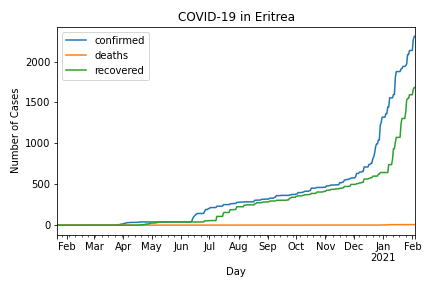 COVID-19 in Eritrea
confirmed
deaths
recovered
Number of Cases
2000
1500
1000
500
0
Feb Mar Apr May Jun Jul Aug Sep Oct Nov Dec Jan Feb
2021
Day